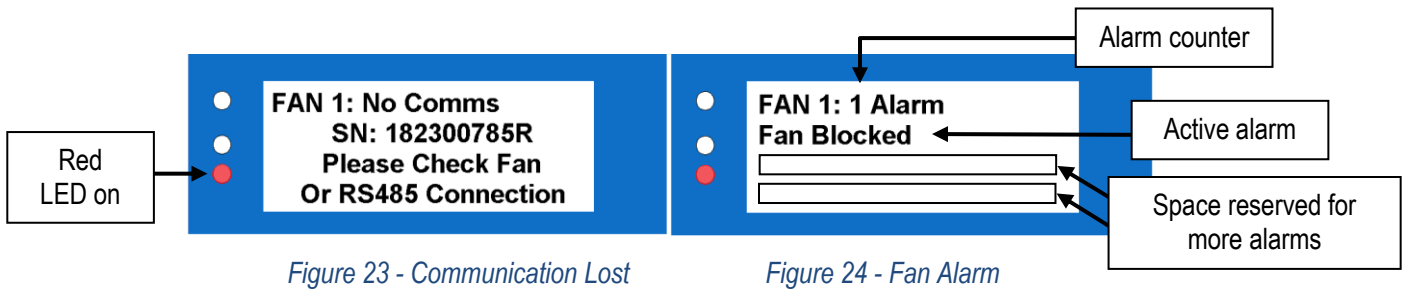 Alarm counter
FAN 1: No Comms
SN: 182300785R
Please Check Fan
Or RS485 Connection
FAN 1: 1 Alarm
Fan Blocked
Active alarm
Red
LED on
Space reserved for
more alarms
Figure 23 - Communication Lost
Figure 24 - Fan Alarm